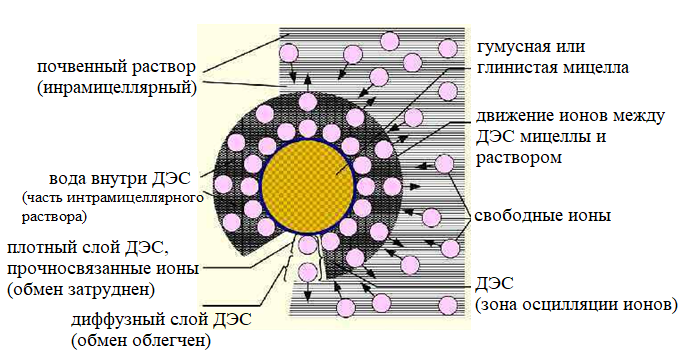 почвенный раствор
(инрамицеллярный)
вода внутри ДЭС
(часть интрамицеллярного
раствора)
плотный слой ДЭС,
прочносвязанные ионы
(обмен затруднен)
диффузный слой ДЭС
(обмен облегчен)
гумусная или
глинистая мицелла
движение ионов между
ДЭС мицеллы и
раствором
свободные ионы
ДЭС
(зона осцилляции ионов)